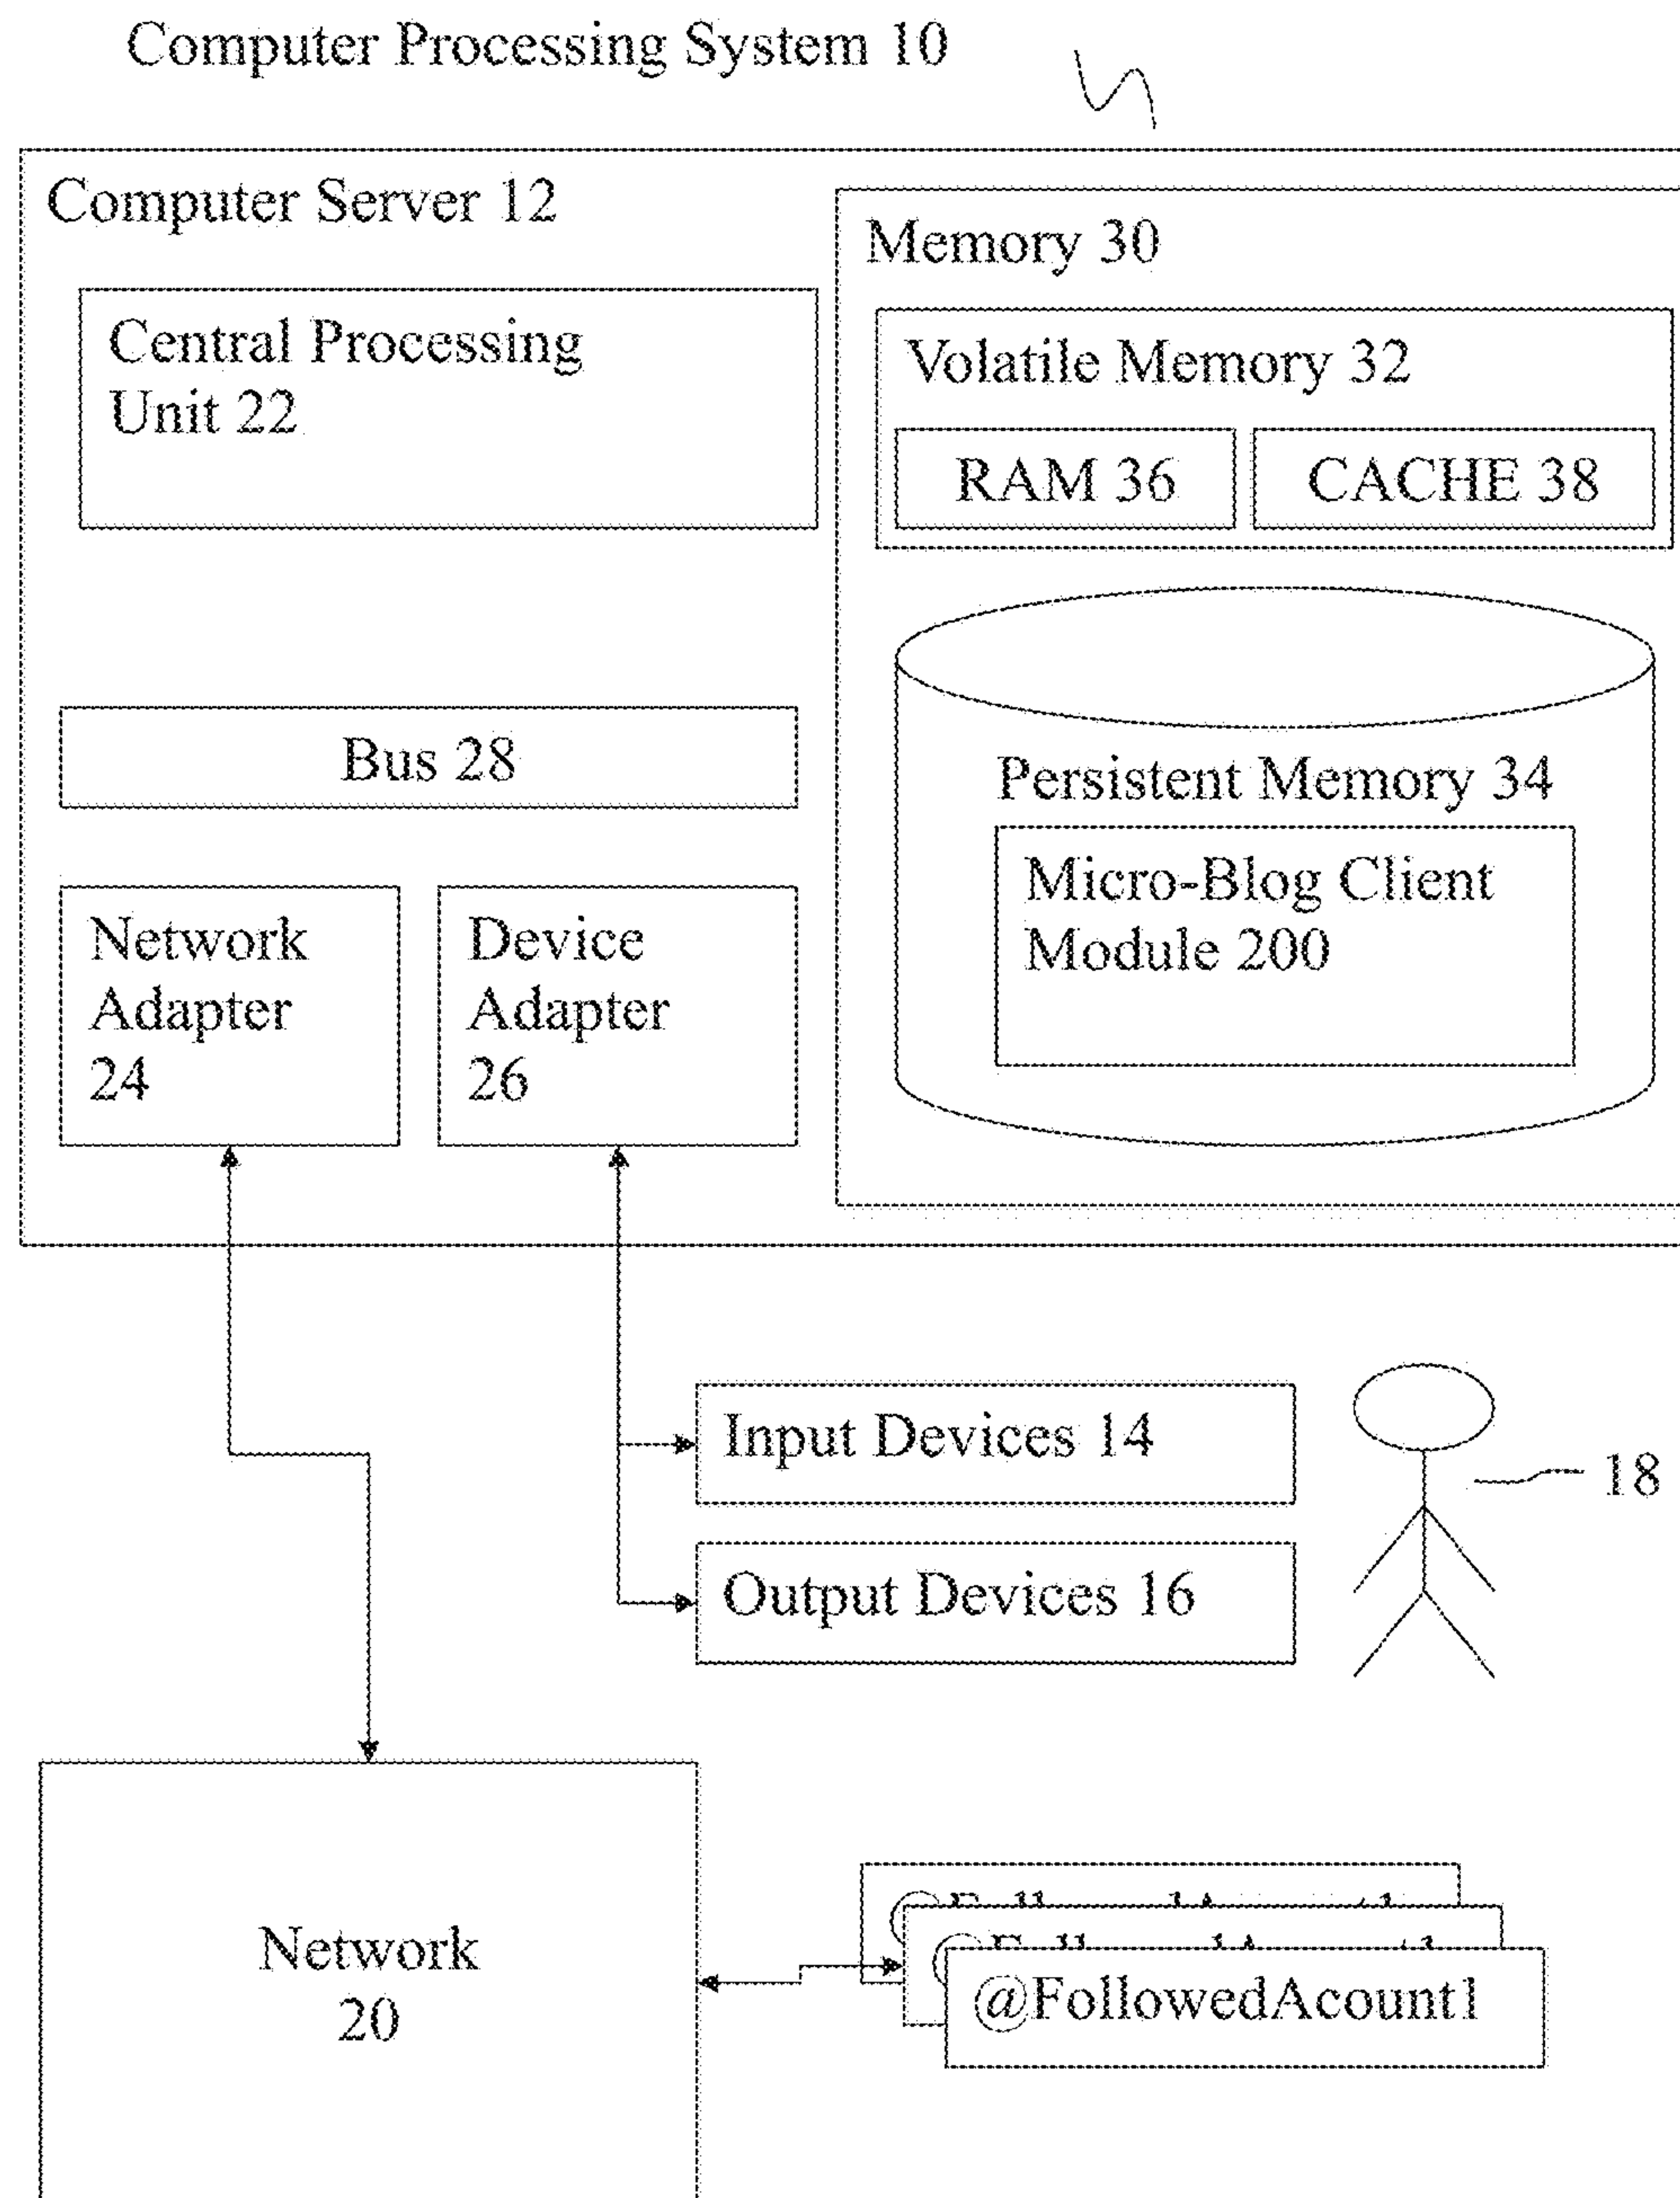 Computer Processing System 10
Computer Server 12
Memory 30
Central Processing
Unit 22
Volatile Memory 32
RAM 36
CACHE 38
Bus 28
Persistent Memory 34
Micro-Blog Client
Module 200
Network
Adapter
24
Device
Adapter
26
Input Devices 14
18
Output Devices 16
Network
20
@FollowedAcount1